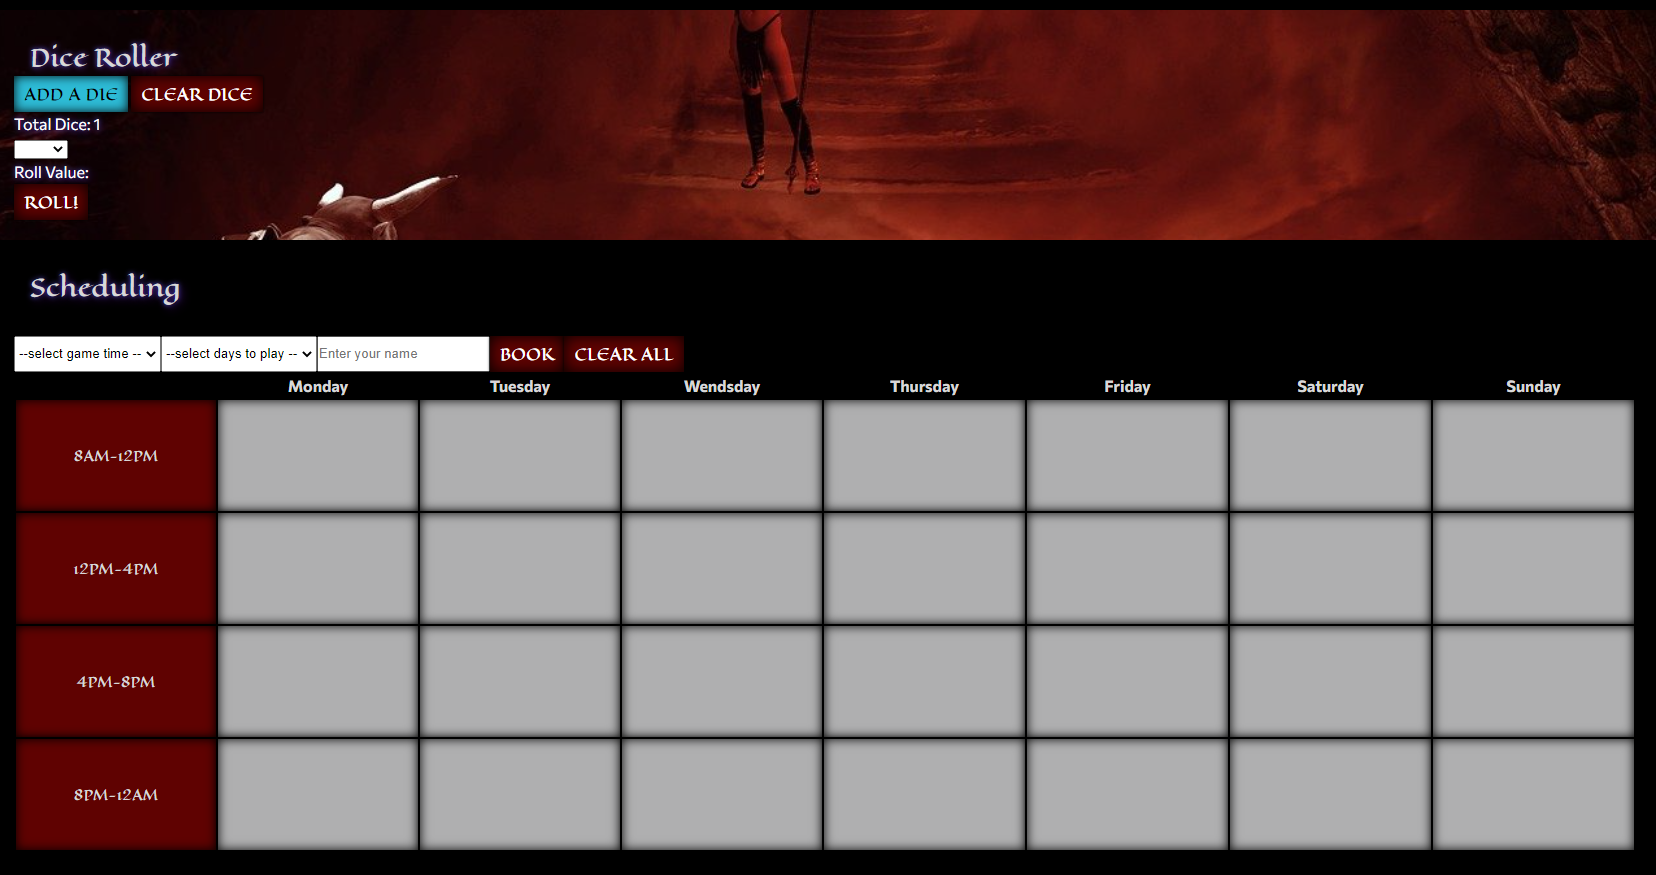 Dice Roller
ADD A DIE CLEAR DICE
Total Dice: 1
Roll Value:
ROLL!
Scheduling
--select game time -- --select days to play -- Enter your name BOOK CLEAR ALL
Monday Tuesday Wendsday Thursday Friday Saturday Sunday
8AM-12PM
12PM-4PM
4PM-8PM
8PM-12AM